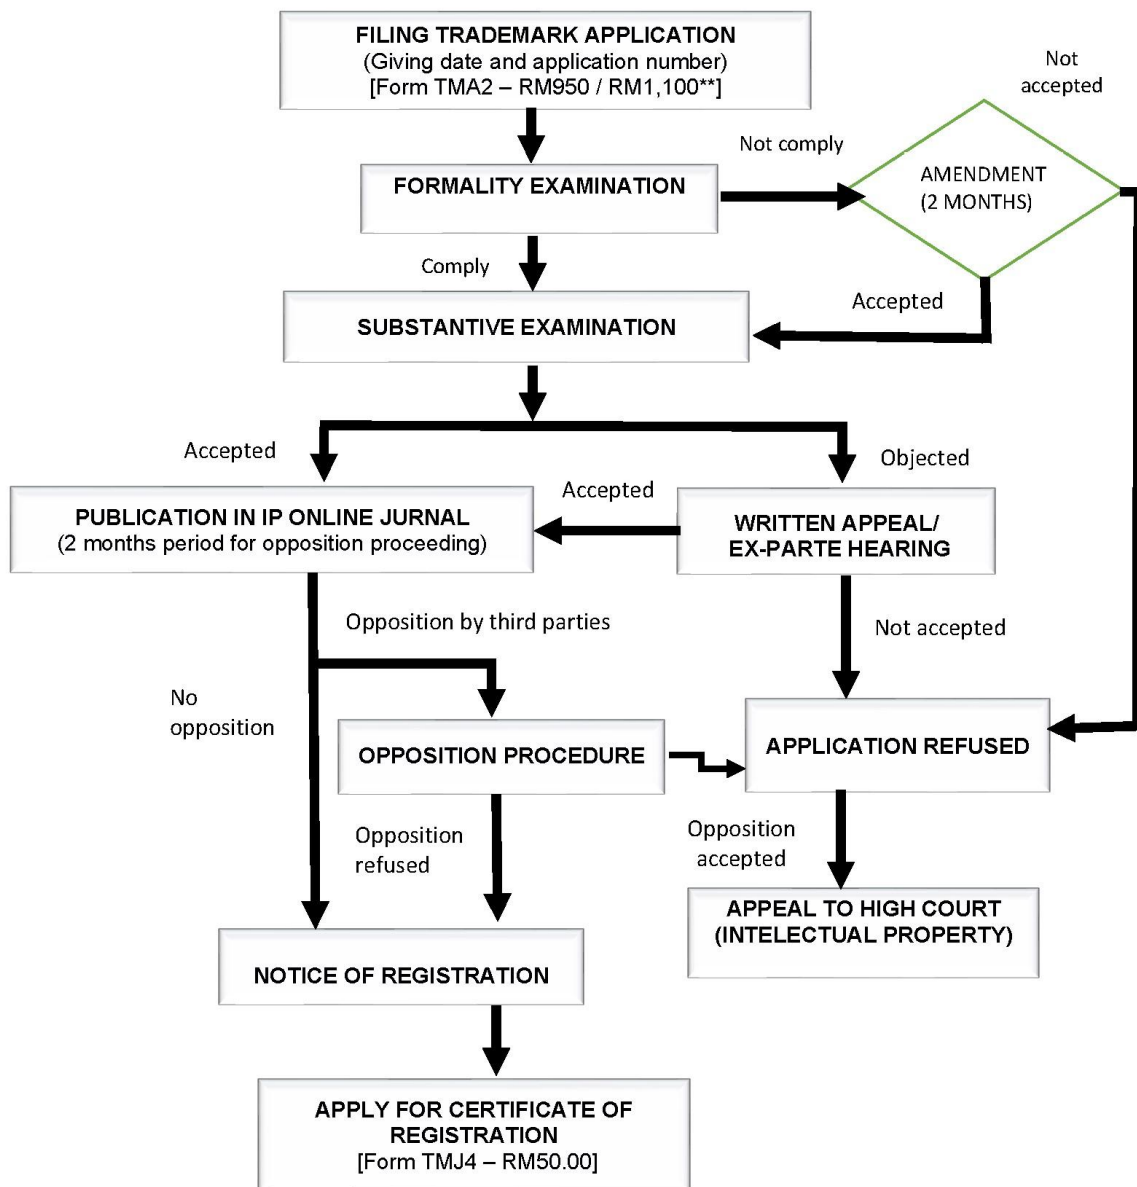 FILING TRADEMARK APPLICATION
(Giving date and application number)
[Form TMA2 – RM950 / RM1,100**]
Not
accepted
Not comply
AMENDMENT
(2 MONTHS)
FORMALITY EXAMINATION
Comply
Accepted
SUBSTANTIVE EXAMINATION
Accepted
Objected
PUBLICATION IN IP ONLINE JURNAL
(2 months period for opposition proceeding)
Accepted
WRITTEN APPEAL/
EX-PARTE HEARING
Opposition by third parties
Not accepted
No
opposition
OPPOSITION PROCEDURE
APPLICATION REFUSED
Opposition
refused
Opposition
accepted
APPEAL TO HIGH COURT
(INTELECTUAL PROPERTY)
NOTICE OF REGISTRATION
APPLY FOR CERTIFICATE OF
REGISTRATION
[Form TMJ4 – RM50.00]